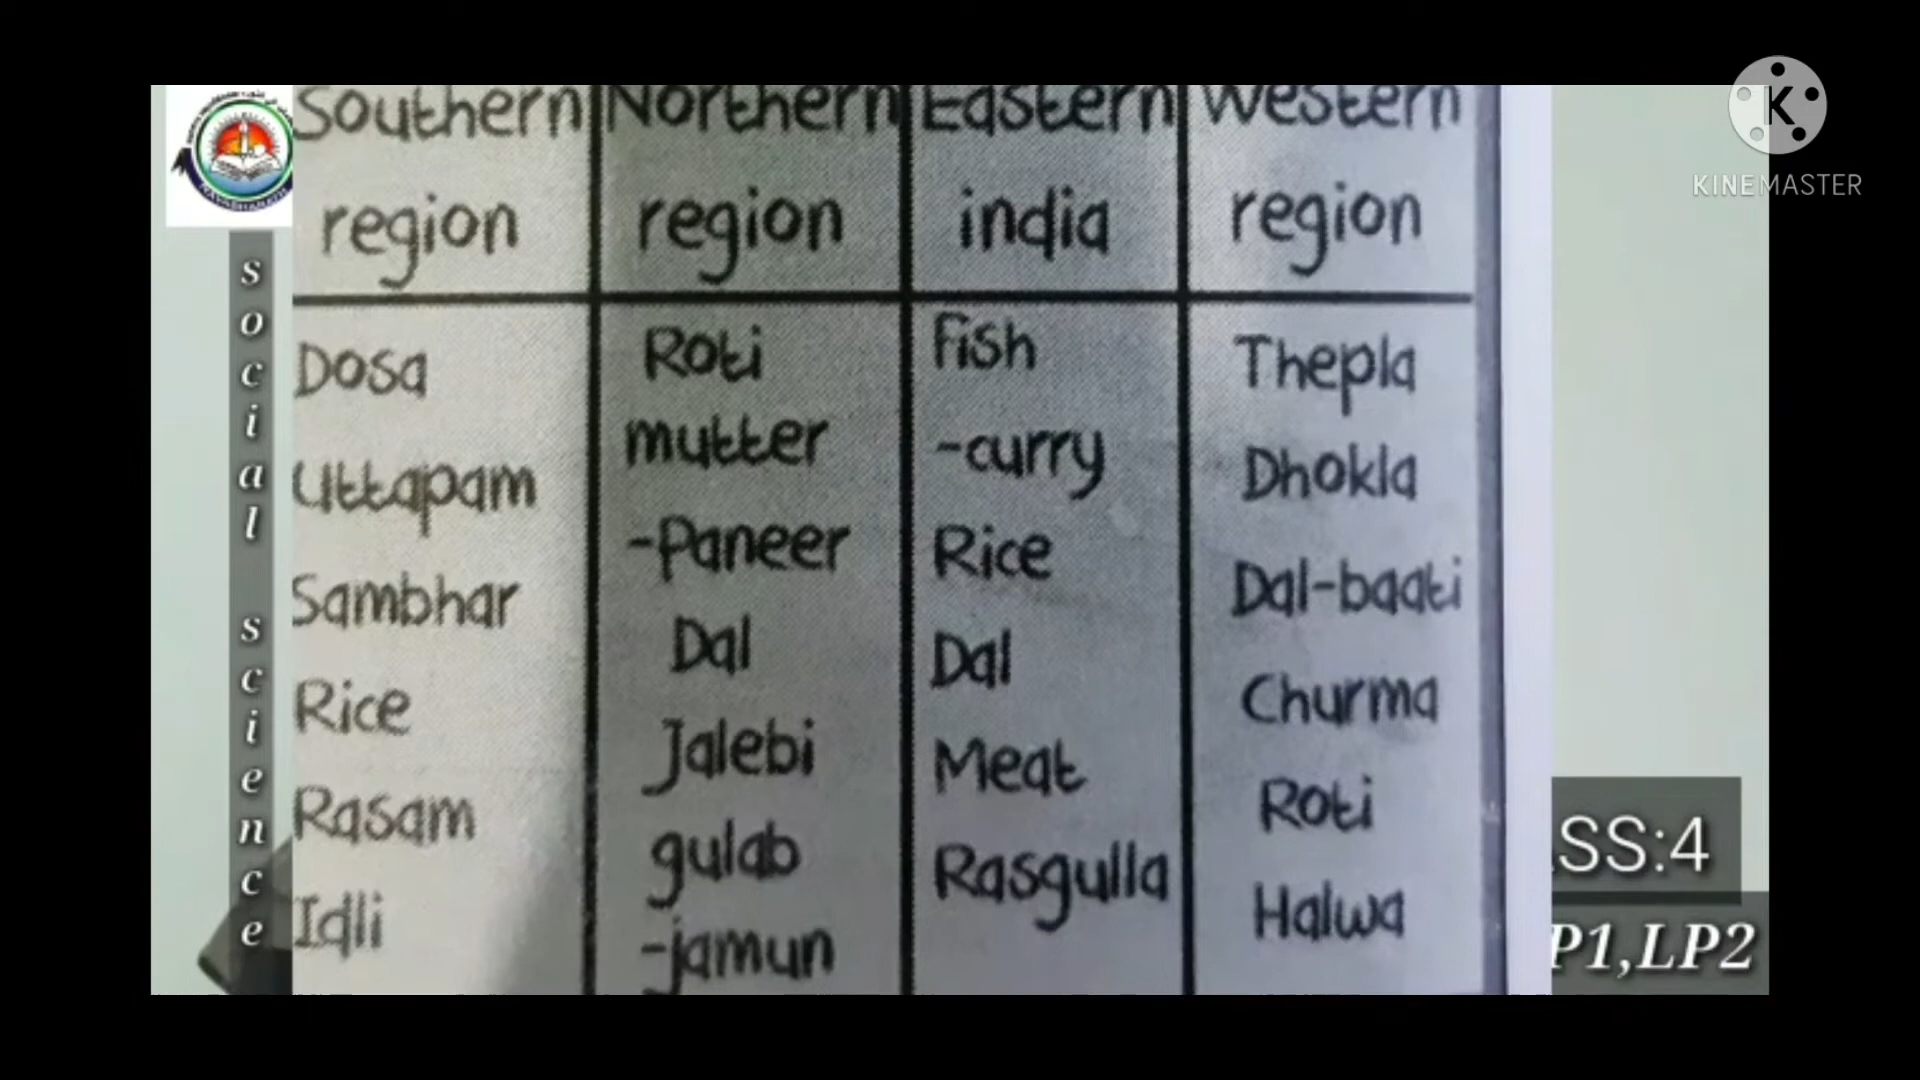 Southern
region
Northern
region
Eastern
india
Western
region
Dosa
Uttapam
Sambhar
Rice
Rasam
Idli
Roti
mutter
-Paneer
Dal
Jalebi
gulab
-jamun
Fish
-curry
Rice
Dal
Meat
Rasgulla
Thepla
Dhokla
Dal-baati
Churma
Roti
Halwa
social science
SS:4
P1,LP2
K
KINEMASTER